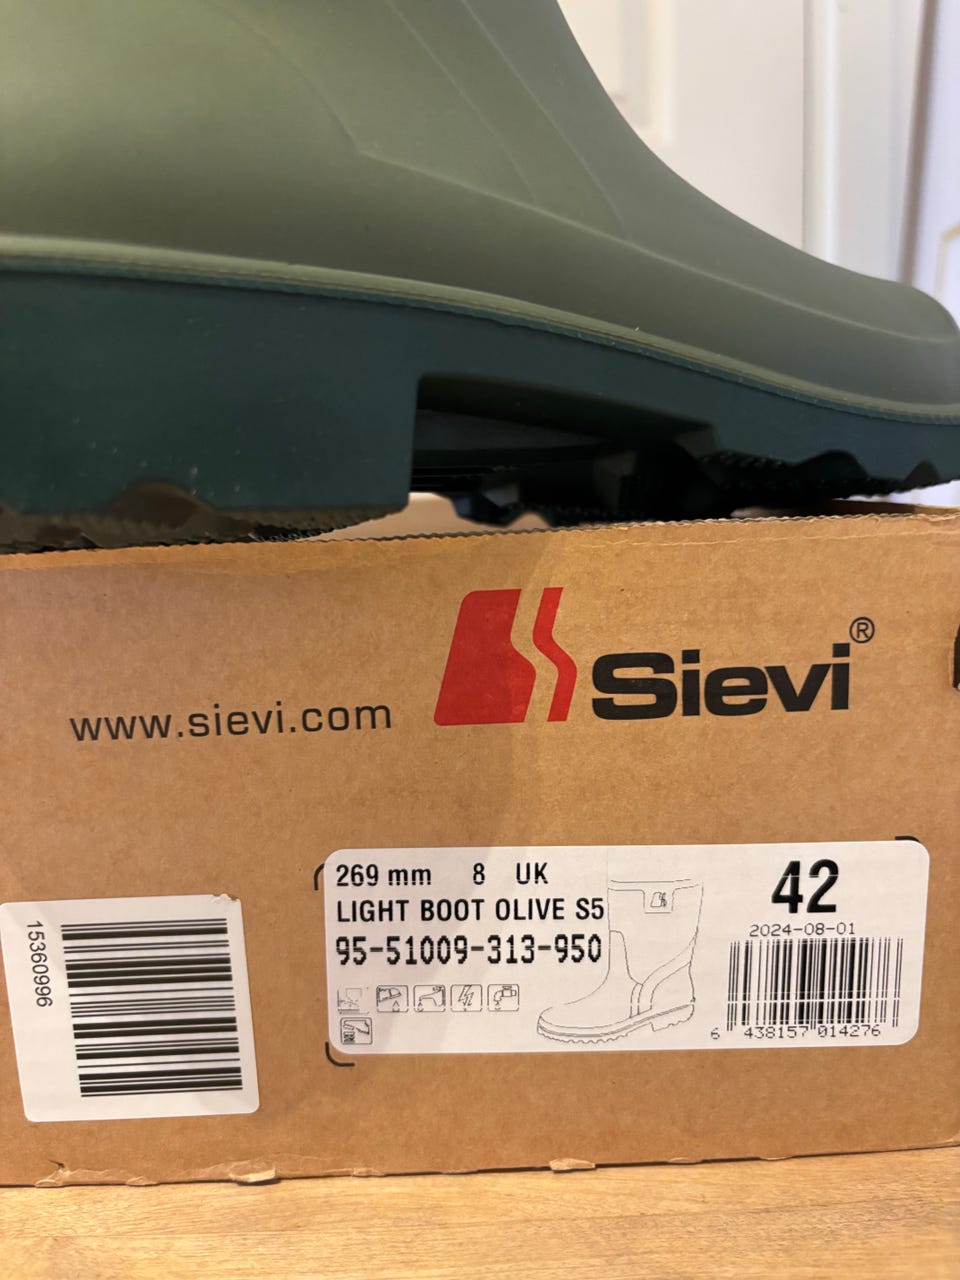 www.sievi.com
Sievi®
15360996
269 mm 8 UK
LIGHT BOOT OLIVE S5
95-51009-313-950
42
2024-08-01
6 438157 014276